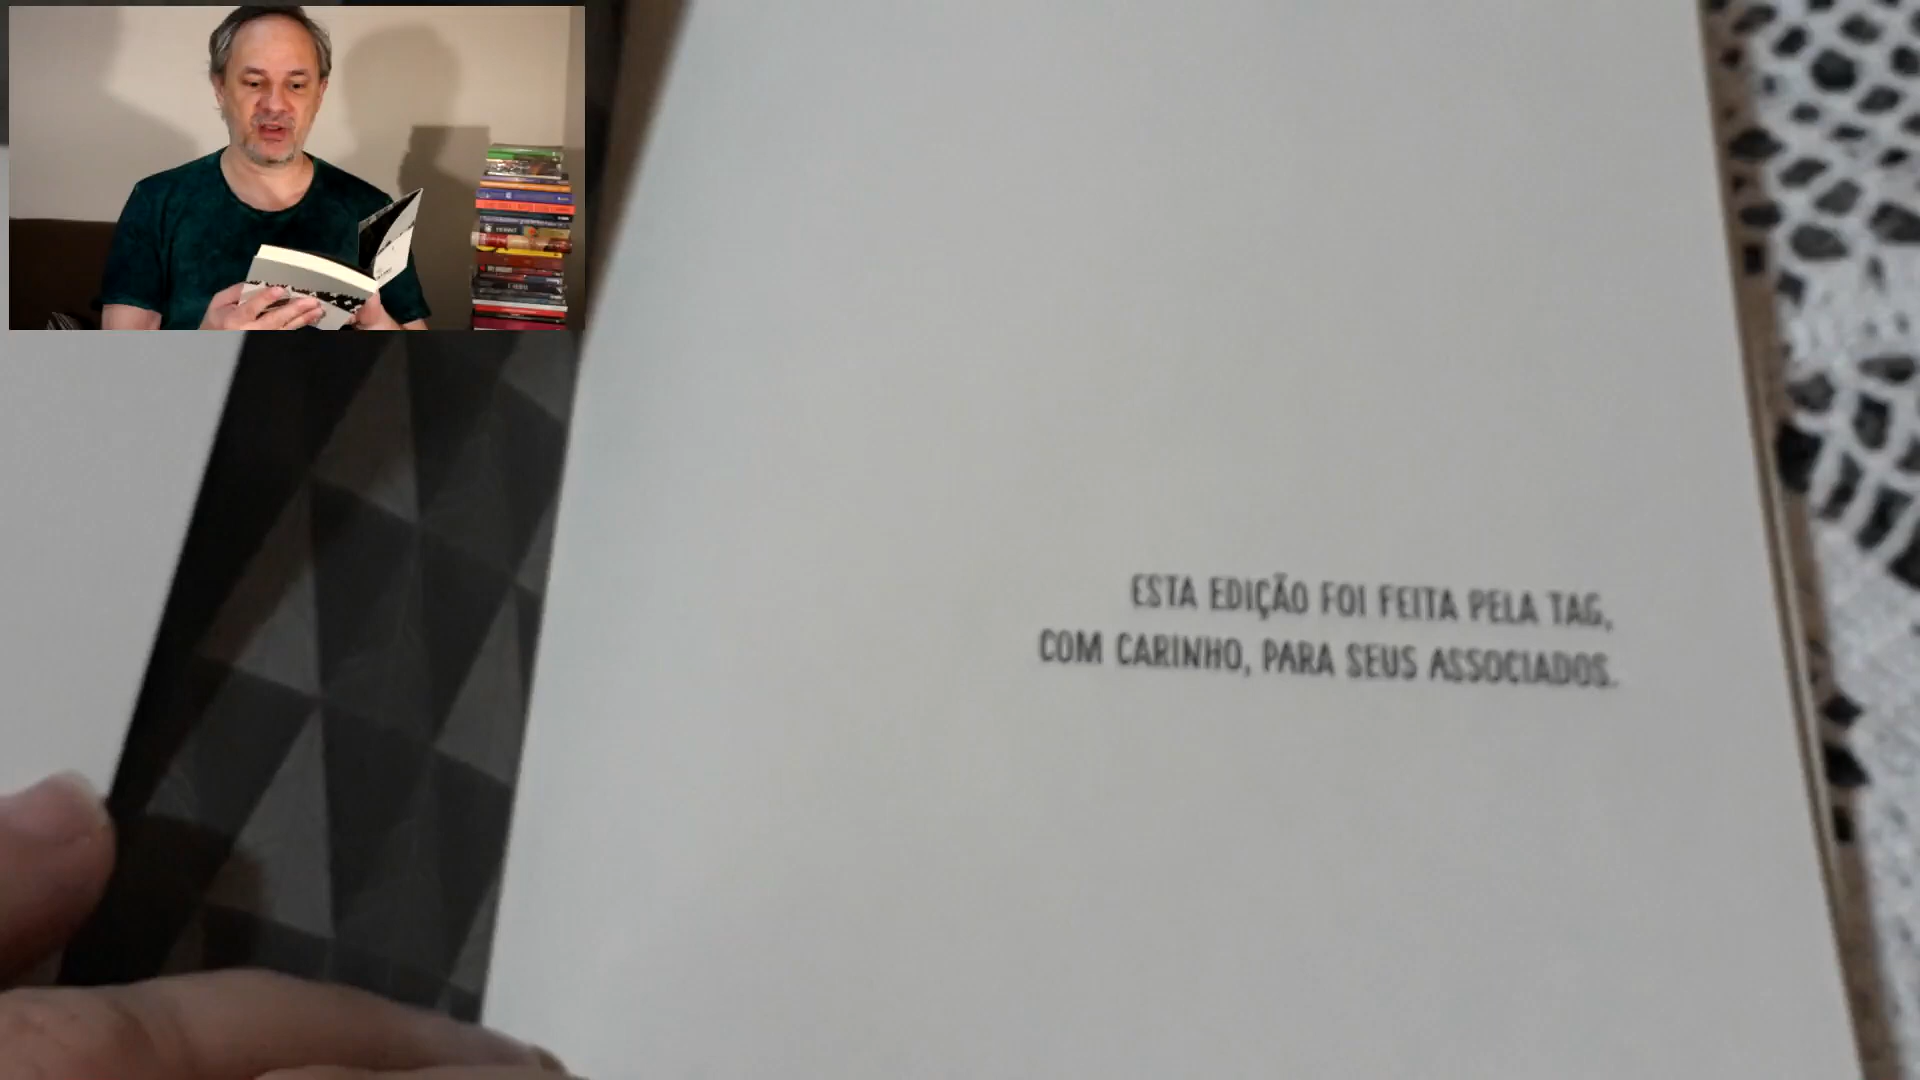 ESTA EDIÇÃO FOI FEITA PELA TAG,
COM CARINHO, PARA SEUS ASSOCIADOS.